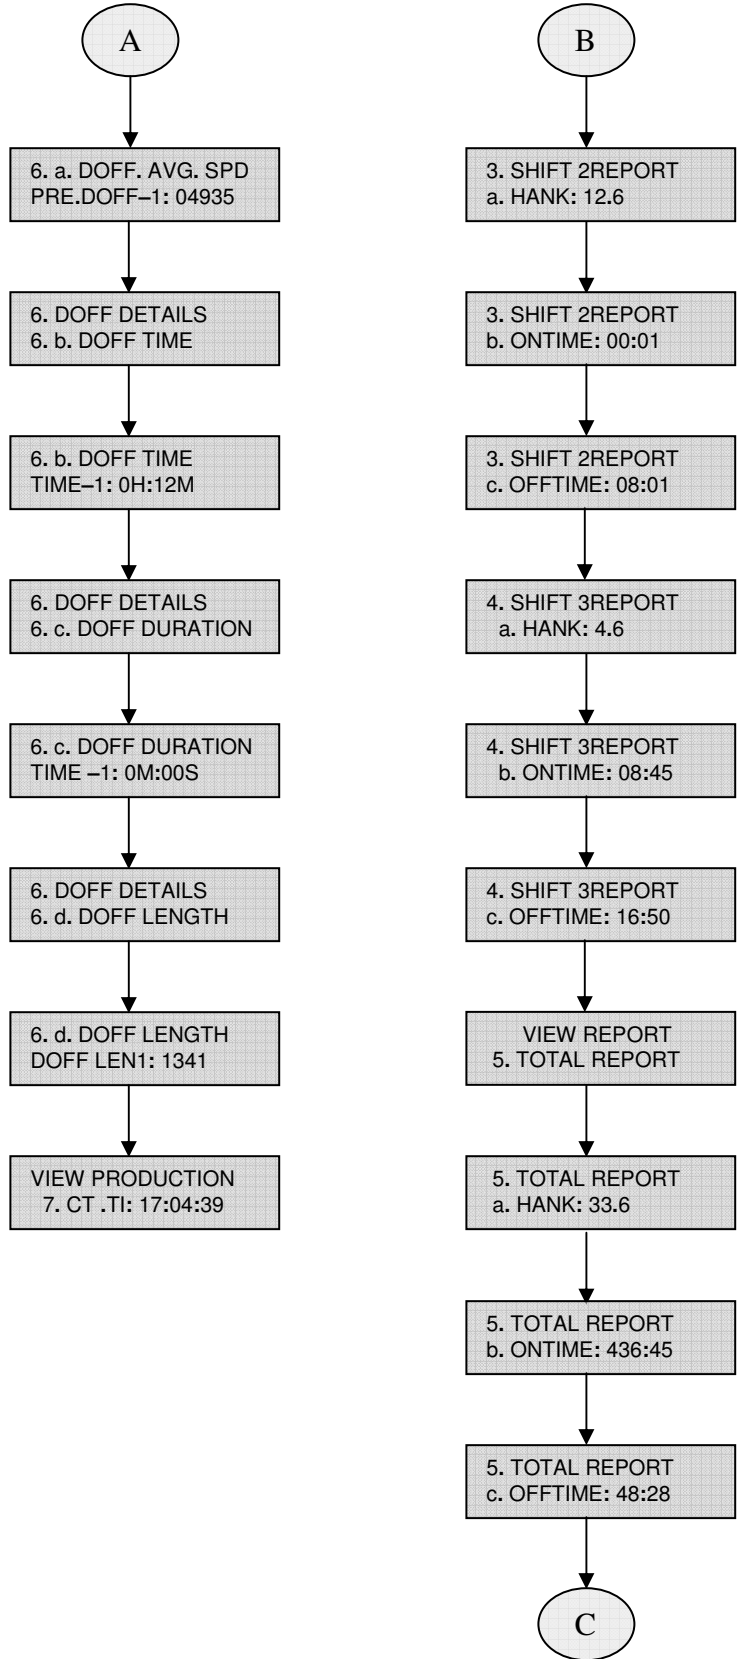 A
6. a. DOFF. AVG. SPD
PRE.DOFF–1: 04935
6. DOFF DETAILS
6. b. DOFF TIME
6. b. DOFF TIME
TIME–1: 0H:12M
6. DOFF DETAILS
6. c. DOFF DURATION
6. c. DOFF DURATION
TIME –1: 0M:00S
6. DOFF DETAILS
6. d. DOFF LENGTH
6. d. DOFF LENGTH
DOFF LEN1: 1341
VIEW PRODUCTION
7. CT .TI: 17:04:39
B
3. SHIFT 2REPORT
a. HANK: 12.6
3. SHIFT 2REPORT
b. ONTIME: 00:01
3. SHIFT 2REPORT
c. OFFTIME: 08:01
4. SHIFT 3REPORT
a. HANK: 4.6
4. SHIFT 3REPORT
b. ONTIME: 08:45
4. SHIFT 3REPORT
c. OFFTIME: 16:50
VIEW REPORT
5. TOTAL REPORT
5. TOTAL REPORT
a. HANK: 33.6
5. TOTAL REPORT
b. ONTIME: 436:45
5. TOTAL REPORT
c. OFFTIME: 48:28
C